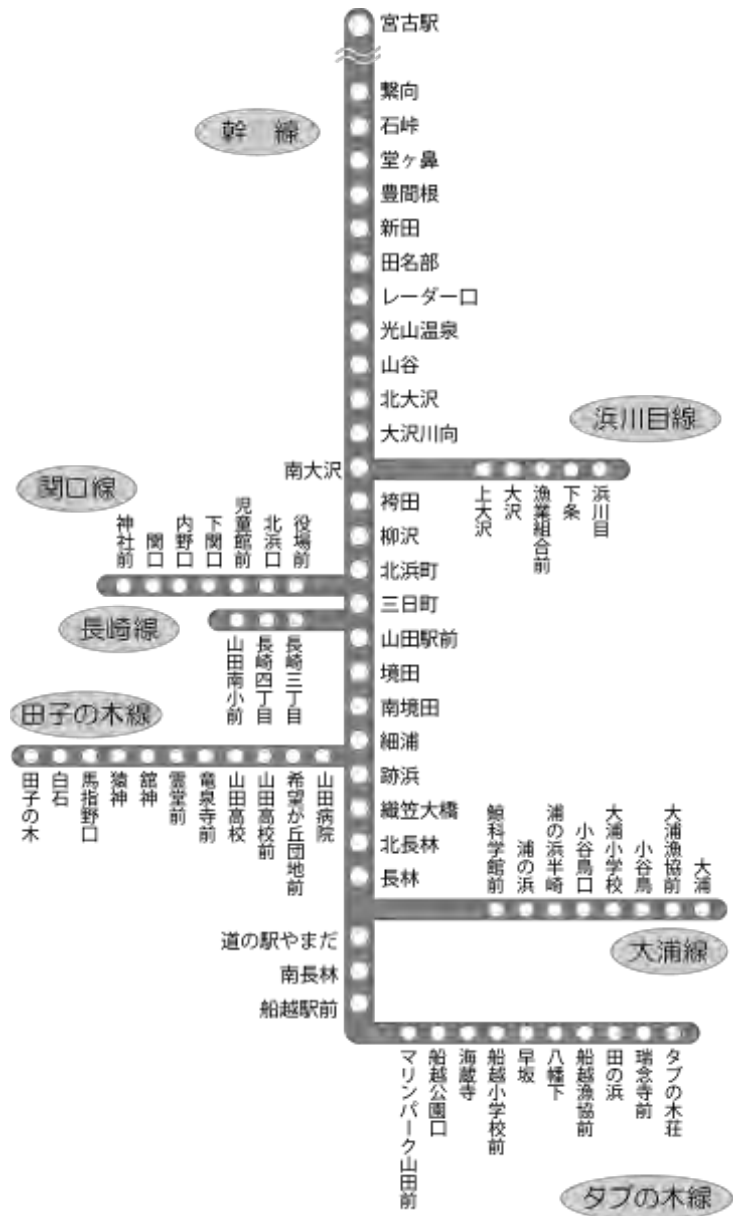 宮古駅
繋向
幹 線
石峠
堂ヶ鼻
豊間根
新田
田名部
レーダー口
光山温泉
山谷
北大沢
浜川目線
大沢川向
南大沢
上大沢
大沢
漁業組合前
下条
浜川目
関口線
神社前
関口
内野口
下関口
児童館前
北浜口
役場前
袴田
柳沢
北浜町
三日町
長崎線
山田駅前
山田南小前
長崎四丁目
長崎三丁目
境田
南境田
田子の木線
細浦
跡浜
田子の木
白石
馬指野口
猿神
舘神
霊堂前
竜泉寺前
山田高校
山田高校前
希望が丘団地前
山田病院
織笠大橋
北長林
長林
鯨科学館前
浦の浜
浦の浜半崎
小谷鳥口
大浦小学校
小谷鳥
大浦漁協前
大浦
大浦線
道の駅やまだ
南長林
船越駅前
マリンパーク山田前
船越公園口
海蔵寺
船越小学校前
早坂
八幡下
船越漁協前
田の浜
瑞念寺前
タブの木荘
タブの木線